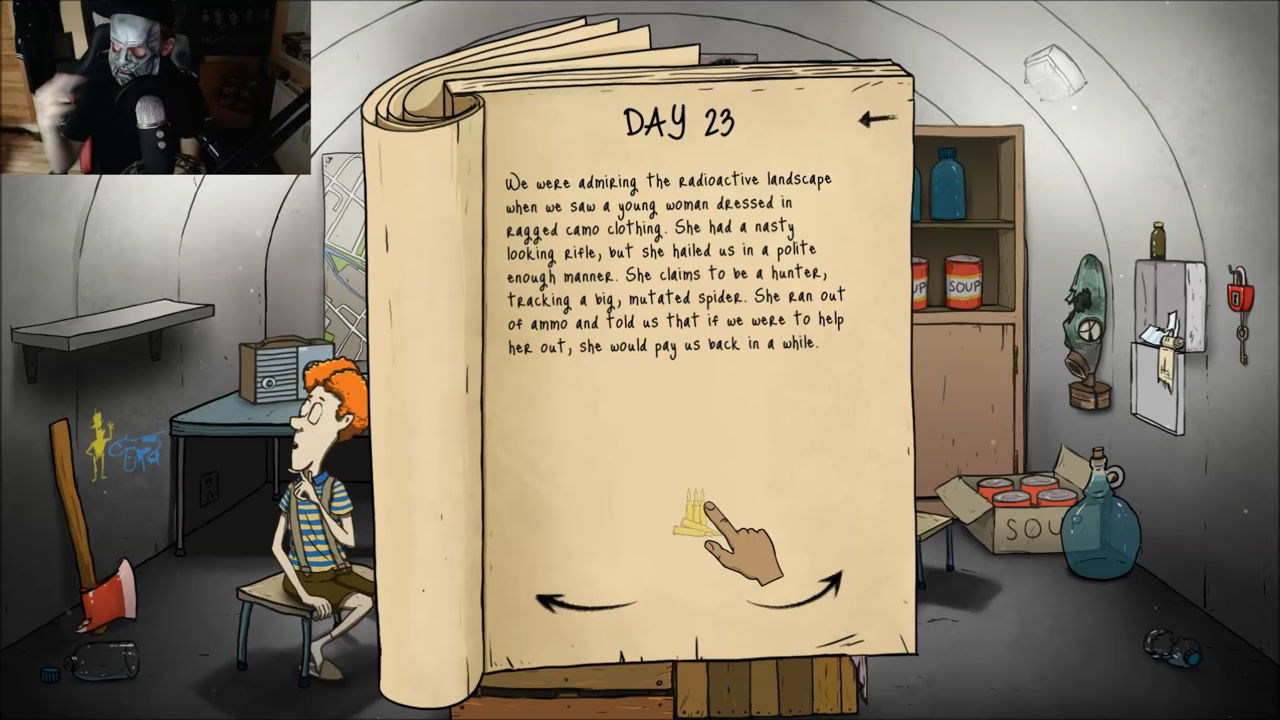 DAY 23
We were admiring the radioactive landscape
when we saw a young woman dressed in
ragged camo clothing. She had a nasty
looking rifle, but she hailed us in a polite
enough manner. She claims to be a hunter,
tracking a big, mutated spider. She ran out
of ammo and told us that if we were to help
her out, she would pay us back in a while.
UP
SOUP
SOU